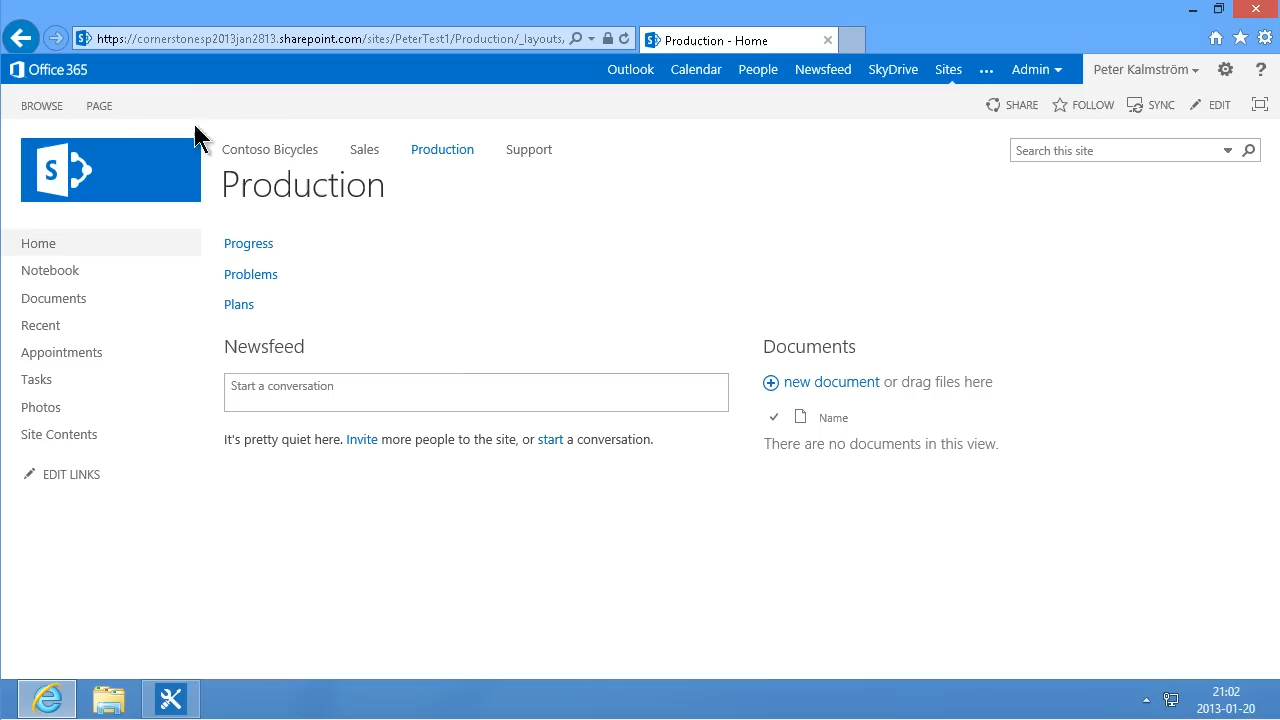 https://cornerstonesp2013jan2813.sharepoint.com/sites/PeterTest1/Production/_layouts,
Production - Home
Office 365
Outlook Calendar People Newsfeed SkyDrive Sites ... Admin Peter Kalmström ?
BROWSE PAGE
SHARE FOLLOW SYNC EDIT
S
Contoso Bicycles Sales Production Support
Search this site
Production
Home
Notebook
Documents
Recent
Appointments
Tasks
Photos
Site Contents
EDIT LINKS
Progress
Problems
Plans
Newsfeed
Start a conversation
It's pretty quiet here. Invite more people to the site, or start a conversation.
Documents
new document or drag files here
Name
There are no documents in this view.
21:02
2013-01-20